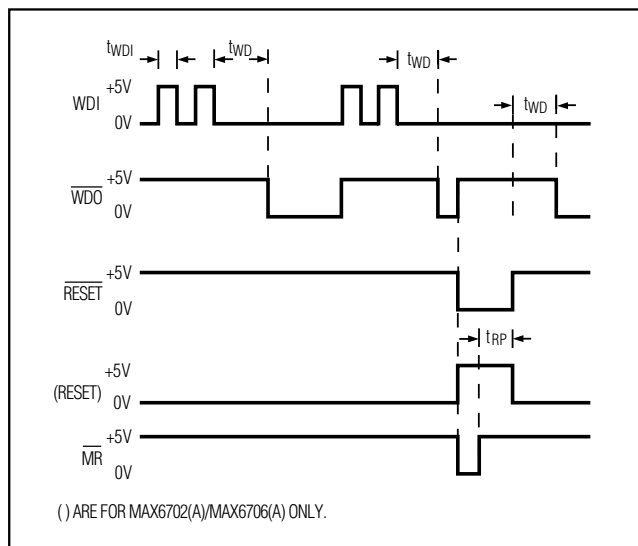 tWDI tWD tWD tWD
WDI +5V
0V
WDO +5V
0V
RESET +5V
0V
tRP
(RESET) +5V
0V
MR +5V
0V
( ) ARE FOR MAX6702(A)/MAX6706(A) ONLY.